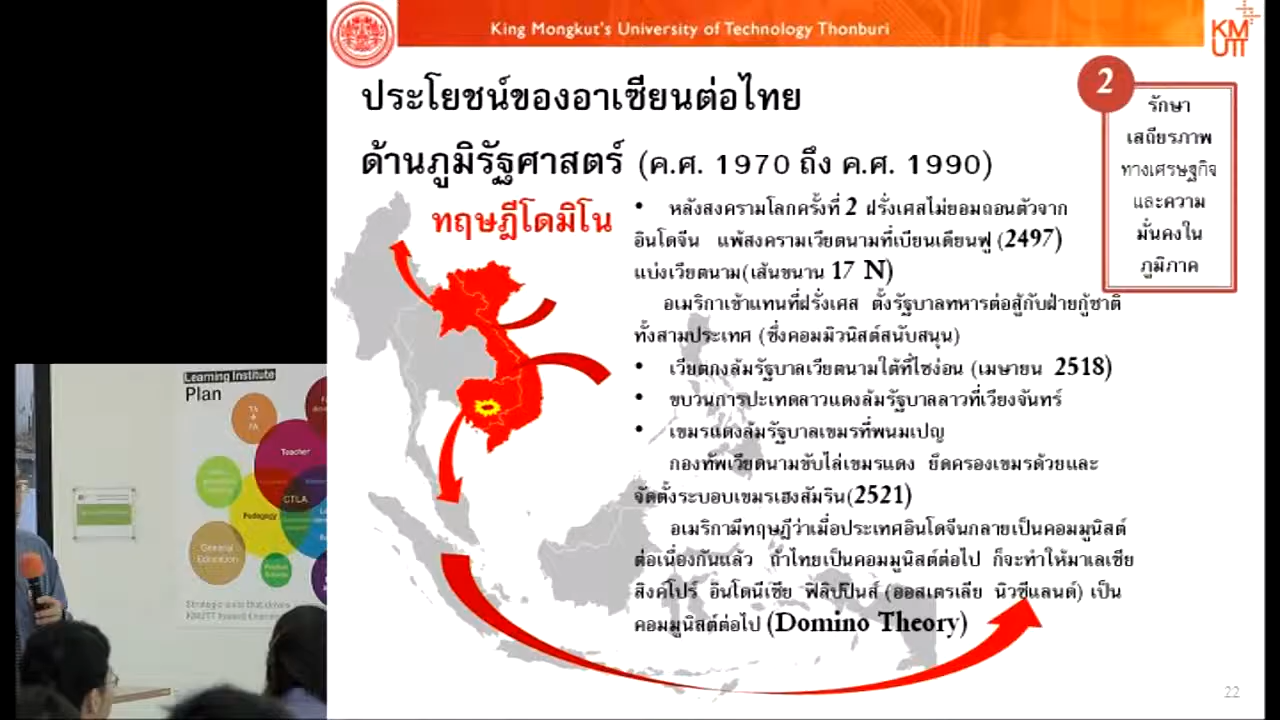 King Mongkut's University of Technology Thonburi
KM
UTT
ประโยชน์ของอาเซียนต่อไทย
ด้านภูมิรัฐศาสตร์ (ค.ศ. 1970 ถึง ค.ศ. 1990)
2
รักษา
เสถียรภาพ
ทางเศรษฐกิจ
และความ
มั่นคงใน
ภูมิภาค
ทฤษฎีโดมิโน
• หลังสงครามโลกครั้งที่ 2 ฝรั่งเศสไม่ยอมถอนตัวจาก
อินโดจีน แพ้สงครามเวียตนามที่เบียนเดียนฟู (2497)
แบ่งเวียตนาม(เส้นขนาน 17 N)
อเมริกาเข้าแทนที่ฝรั่งเศส ตั้งรัฐบาลทหารต่อสู้กับฝ่ายกู้ชาติ
ทั้งสามประเทศ (ซึ่งคอมมิวนิสต์สนับสนุน)
• เวียตกงล้มรัฐบาลเวียตนามใต้ที่ไซ่ง่อน (เมษายน 2518)
• ขบวนการปะเทดลาวแดงล้มรัฐบาลลาวที่เวียงจันทร์
• เขมรแดงล้มรัฐบาลเขมรที่พนมเปญ
กองทัพเวียดนามขับไล่เขมรแดง ยึดครองเขมรด้วยและ
จัดตั้งระบอบเขมรเฮงสัมริน(2521)
อเมริกามีทฤษฎีว่าเมื่อประเทศอินโดจีนกลายเป็นคอมมูนิสต์
ต่อเนื่องกันแล้ว ถ้าไทยเป็นคอมมูนิสต์ต่อไป ก็จะทำให้มาเลเซีย
สิงค์โปร์ อินโดนีเซีย ฟิลิปปินส์ (ออสเตรเลีย นิวซีแลนด์) เป็น
คอมมูนิสต์ต่อไป (Domino Theory)
22
Learning Institute
Plan
Teacher
CTLA
Pedagogy
General
Education